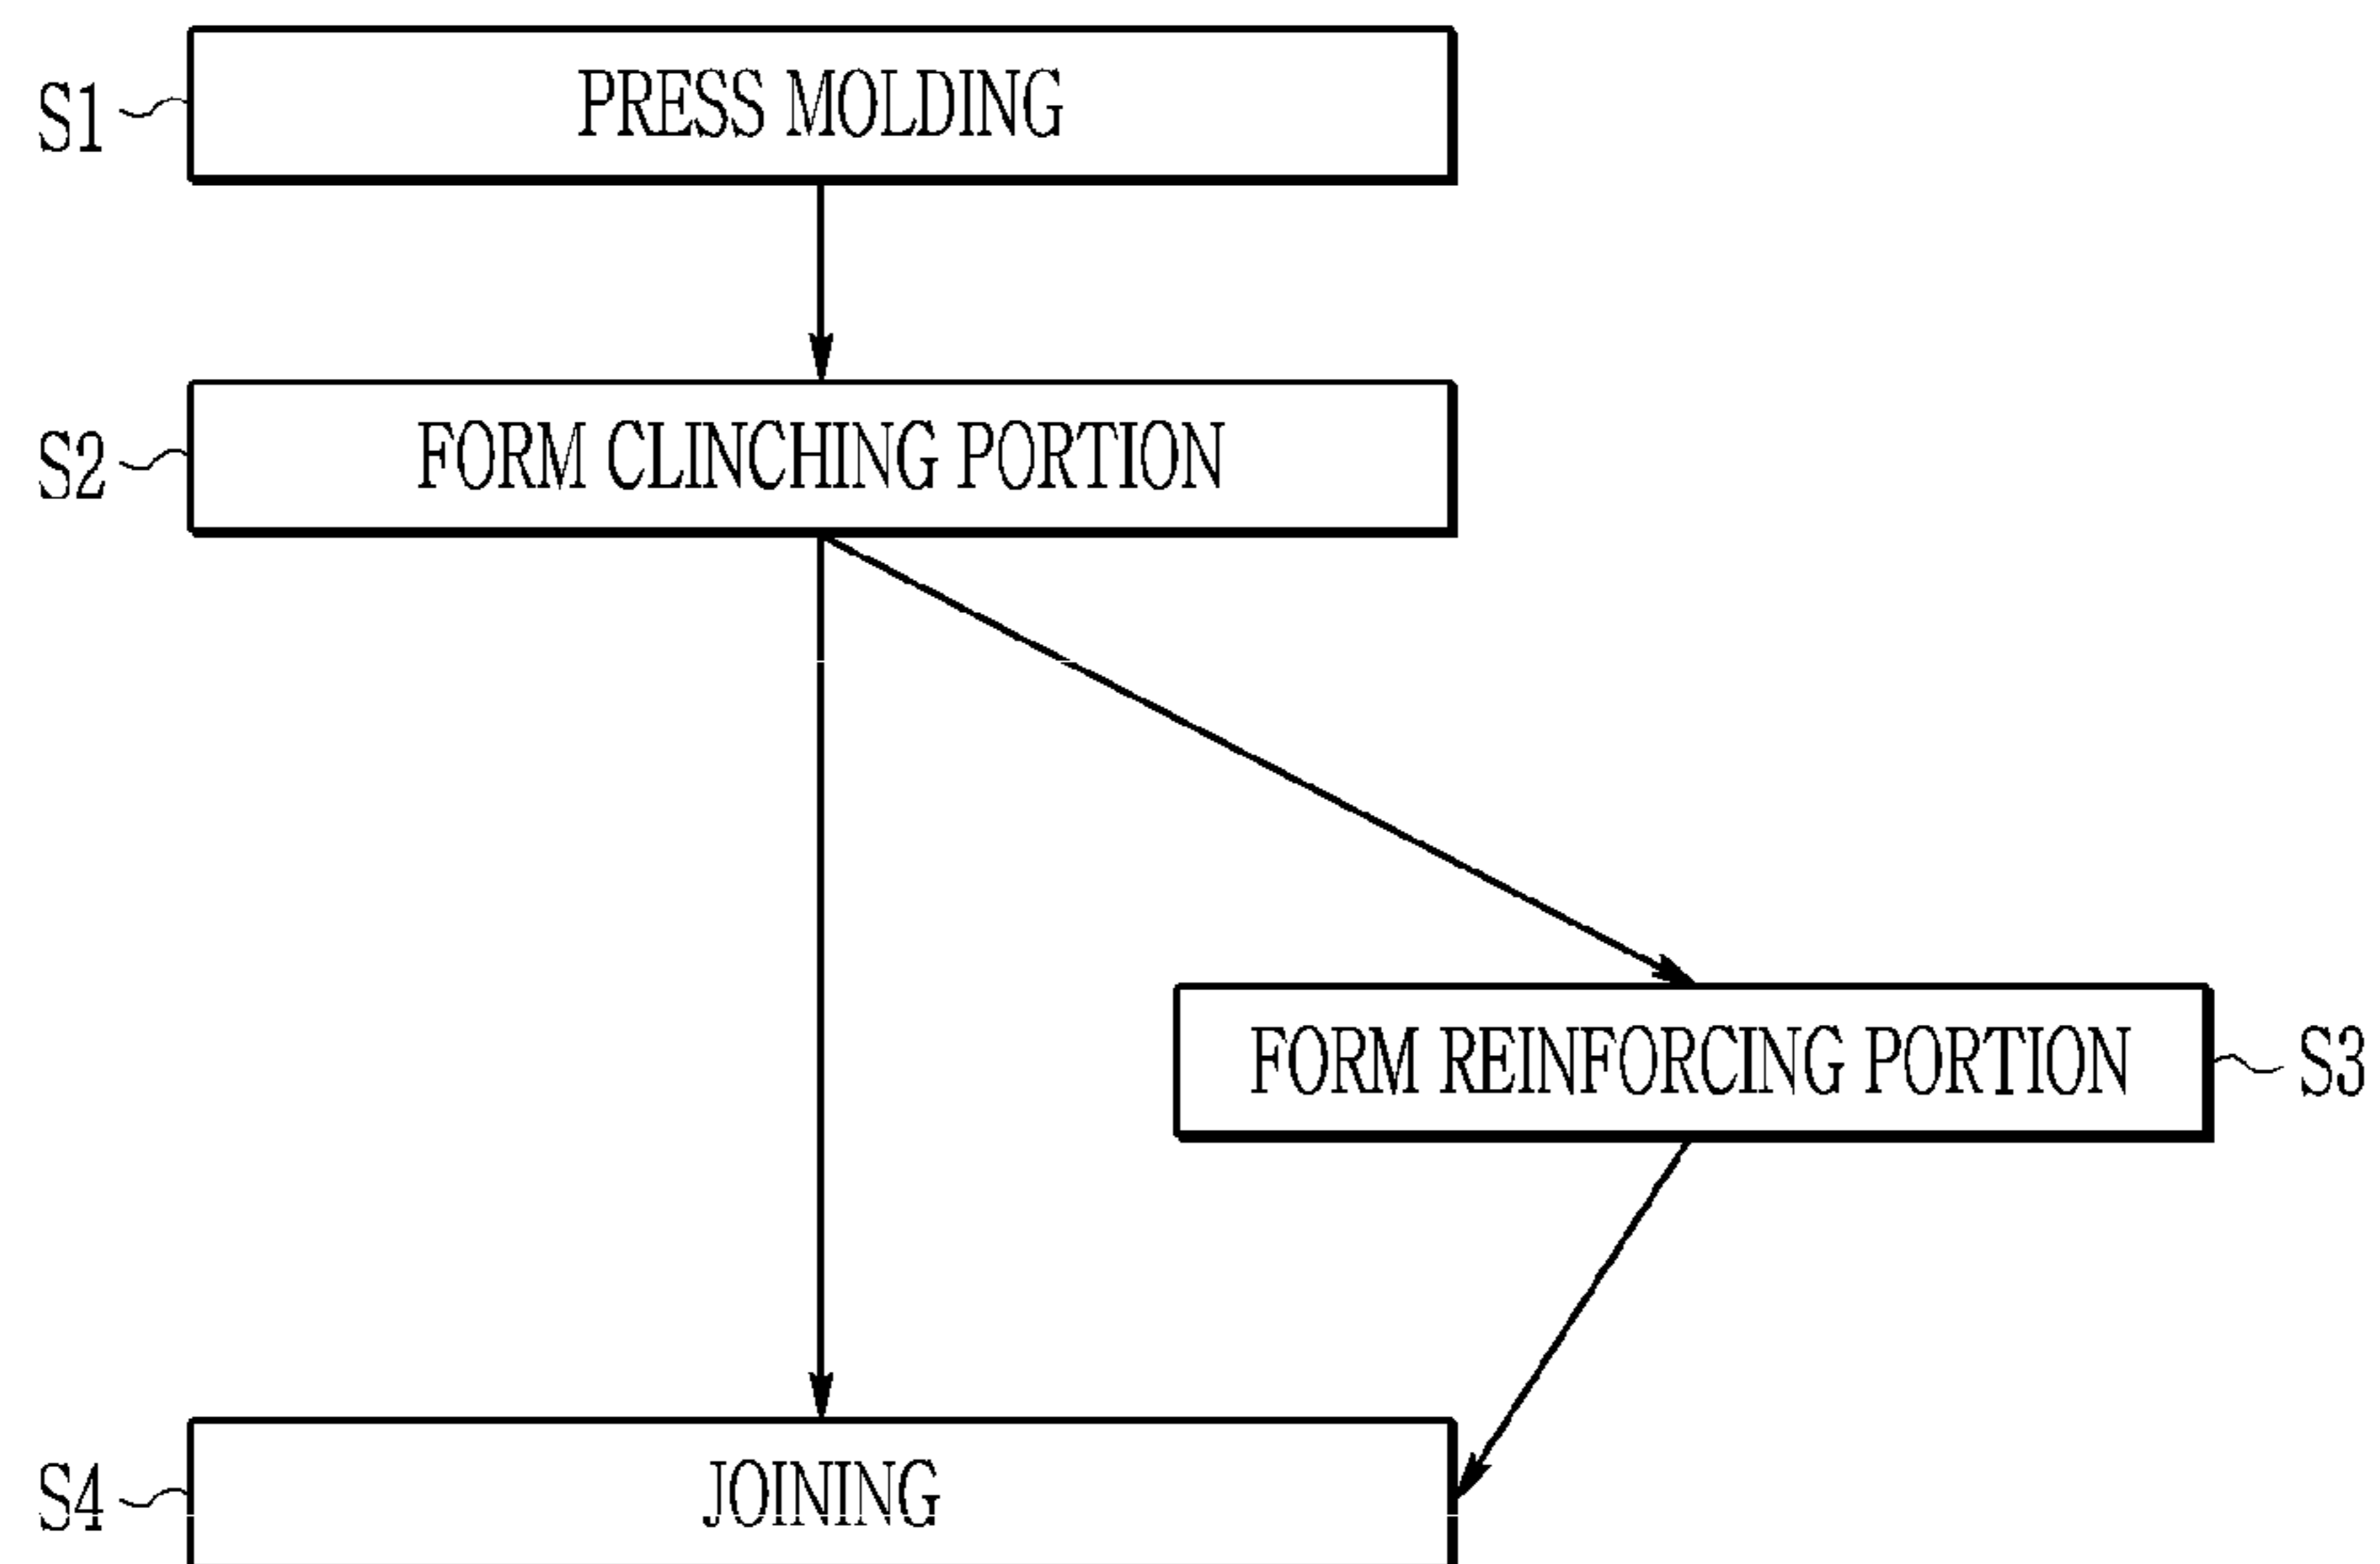 S1 PRESS MOLDING
S2 FORM CLINCHING PORTION
FORM REINFORCING PORTION S3
S4 JOINING